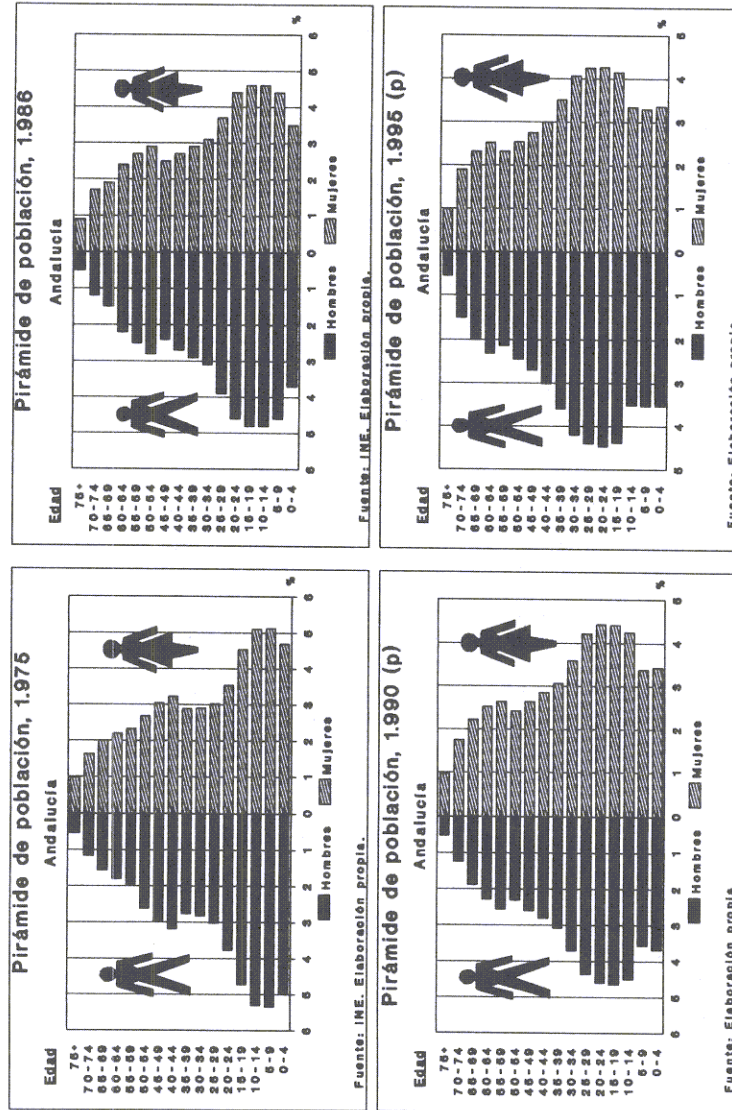 Pirámide de población, 1.975
Andalucía
Edad
75+
70-74
65-69
60-64
55-59
50-54
45-49
40-44
35-39
30-34
25-29
20-24
15-19
10-14
5-9
0-4
6 5 4 3 2 1 0 1 2 3 4 5 6
%
Hombres Mujeres
Fuente: INE. Elaboración propia.
Pirámide de población, 1.986
Andalucía
Edad
75+
70-74
65-69
60-64
55-59
50-54
45-49
40-44
35-39
30-34
25-29
20-24
15-19
10-14
5-9
0-4
6 5 4 3 2 1 0 1 2 3 4 5 6
%
Hombres Mujeres
Fuente: INE. Elaboración propia.
Pirámide de población, 1.990 (p)
Andalucía
Edad
75+
70-74
65-69
60-64
55-59
50-54
45-49
40-44
35-39
30-34
25-29
20-24
15-19
10-14
5-9
0-4
6 5 4 3 2 1 0 1 2 3 4 5
%
Hombres Mujeres
Fuente: Elaboración propia
Pirámide de población, 1.995 (p)
Andalucía
Edad
75+
70-74
65-69
60-64
55-59
50-54
45-49
40-44
35-39
30-34
25-29
20-24
15-19
10-14
5-9
0-4
5 4 3 2 1 0 1 2 3 4 5
%
Hombres Mujeres
Fuente: Elaboración propia